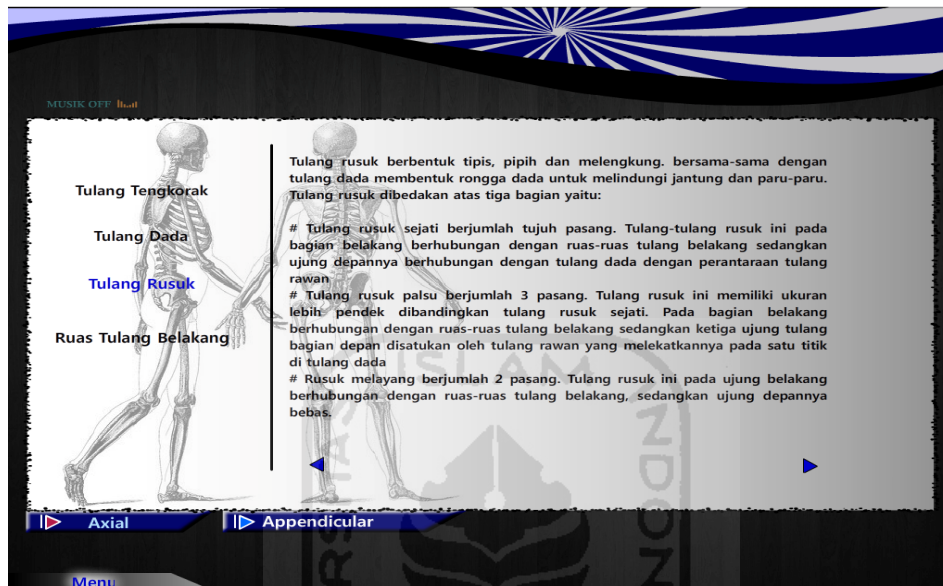 MUSIK OFF
Tulang Tengkorak
Tulang Dada
Tulang Rusuk
Ruas Tulang Belakang
Tulang rusuk berbentuk tipis, pipih dan melengkung. bersama-sama dengan
tulang dada membentuk rongga dada untuk melindungi jantung dan paru-paru.
Tulang rusuk dibedakan atas tiga bagian yaitu:
# Tulang rusuk sejati berjumlah tujuh pasang. Tulang-tulang rusuk ini pada
bagian belakang berhubungan dengan ruas-ruas tulang belakang sedangkan
ujung depannya berhubungan dengan tulang dada dengan perantaraan tulang
rawan
# Tulang rusuk palsu berjumlah 3 pasang. Tulang rusuk ini memiliki ukuran
lebih pendek dibandingkan tulang rusuk sejati. Pada bagian belakang
berhubungan dengan ruas-ruas tulang belakang sedangkan ketiga ujung tulang
bagian depan disatukan oleh tulang rawan yang melekatkannya pada satu titik
di tulang dada
# Rusuk melayang berjumlah 2 pasang. Tulang rusuk ini pada ujung belakang
berhubungan dengan ruas-ruas tulang belakang, sedangkan ujung depannya
bebas.
Axial
Appendicular
Menu
ISLAM